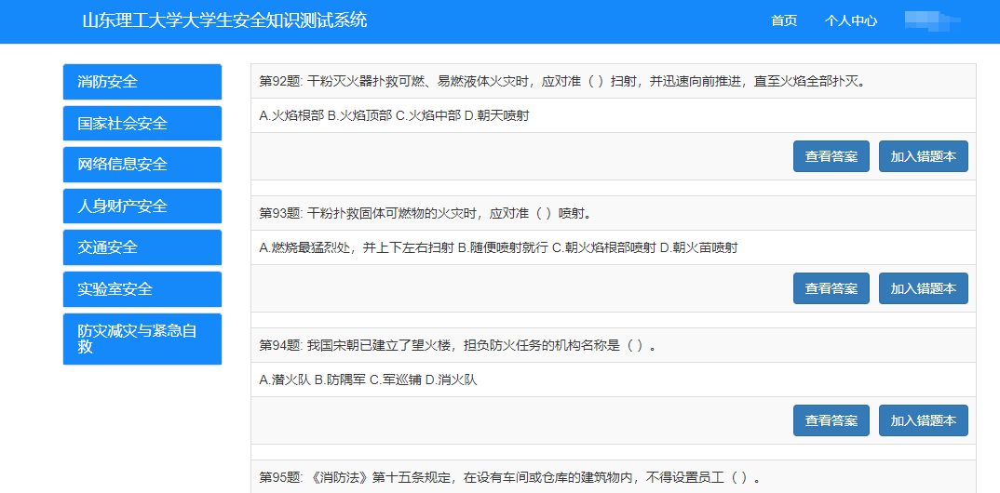 山东理工大学大学生安全知识测试系统
首页
个人中心
消防安全
国家社会安全
网络信息安全
人身财产安全
交通安全
实验室安全
防灾减灾与紧急自
救
第92题: 干粉灭火器扑救可燃、易燃液体火灾时，应对准（ ）扫射，并迅速向前推进，直至火焰全部扑灭。
A.火焰根部 B.火焰顶部 C.火焰中部 D.朝天喷射
查看答案 加入错题本
第93题: 干粉扑救固体可燃物的火灾时，应对准（ ）喷射。
A.燃烧最猛烈处，并上下左右扫射 B.随便喷射就行 C.朝火焰根部喷射 D.朝火苗喷射
查看答案 加入错题本
第94题: 我国宋朝已建立了望火楼，担负防火任务的机构名称是（ ）。
A.潜火队 B.防隅军 C.军巡铺 D.消火队
查看答案 加入错题本
第95题: 《消防法》第十五条规定，在设有车间或仓库的建筑物内，不得设置员工（ ）。